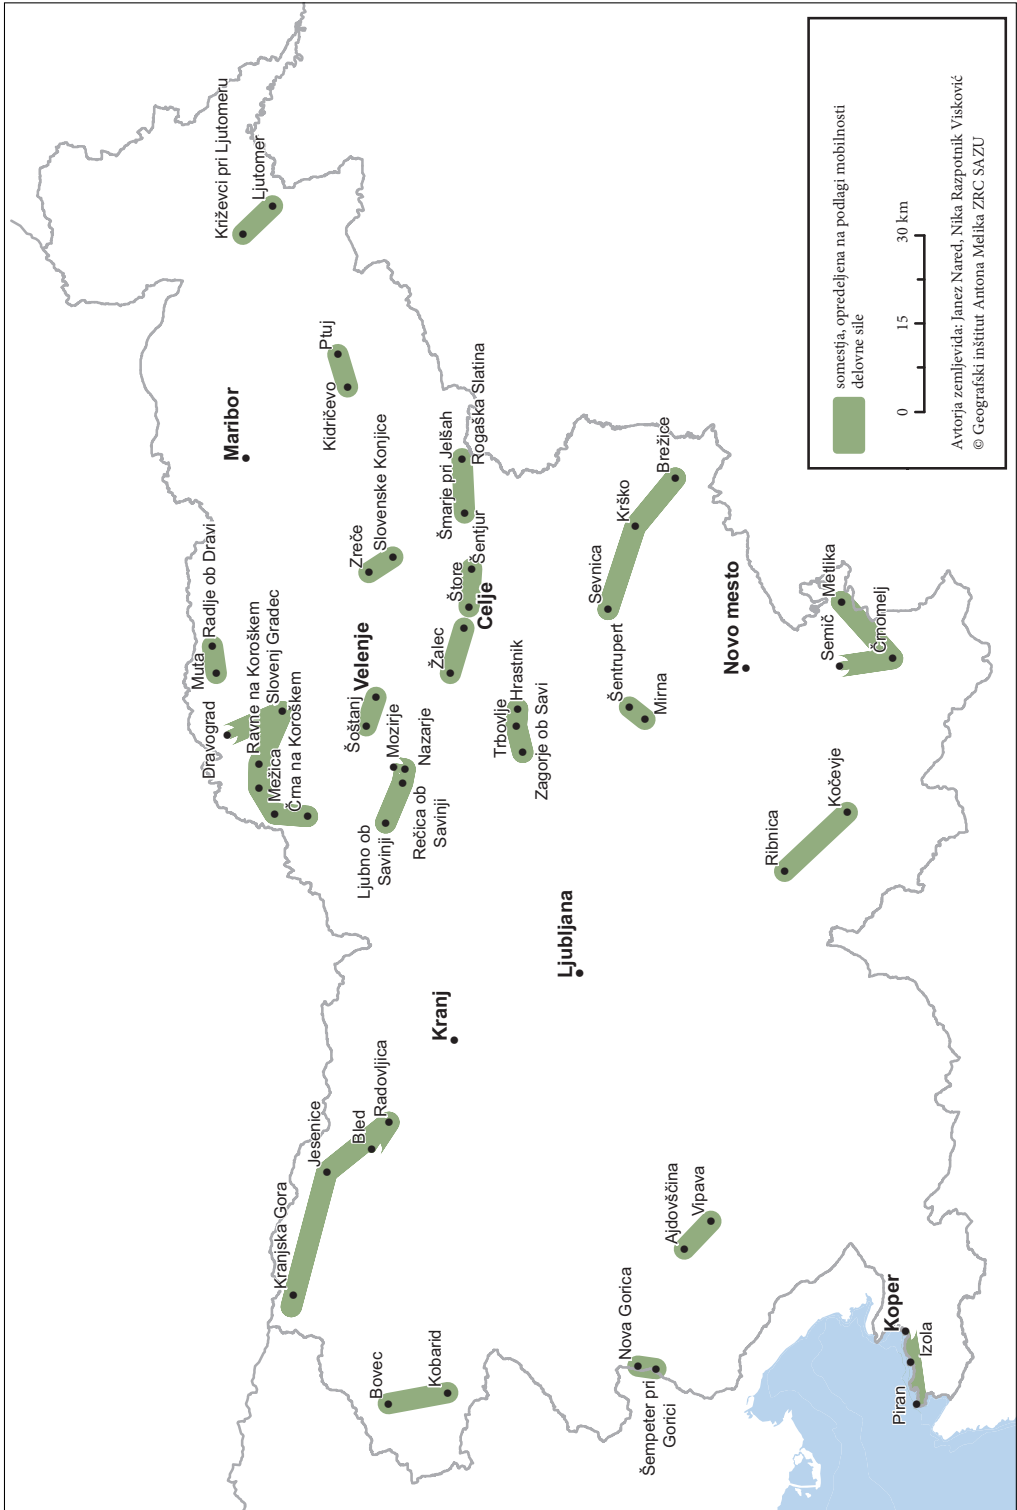 Križevci pri Ljutomeru
Ljutomer
Ptuj
Kidričevo
Maribor
Rogaška Slatina
Šmarje pri Jelšah
Slovenske Konjice
Zreče
Šentjur
Štore
Celje
Žalec
Radlje ob Dravi
Muta
Dravograd
Ravne na Koroškem
Slovenj Gradec
Mežica
Črna na Koroškem
Velenje
Šoštanj
Mozirje
Nazarje
Rečica ob
Savinji
Ljubno ob
Savinji
Trbovlje
Hrastnik
Zagorje ob Savi
Brežice
Krško
Sevnica
Šentrupert
Mirna
Novo mesto
Metlika
Semič
Črnomelj
Kočevje
Ribnica
Ljubljana
Kranj
Radovljica
Bled
Jesenice
Kranjska Gora
Bovec
Kobarid
Nova Gorica
Šempeter pri
Gorici
Ajdovščina
Vipava
Koper
Izola
Piran
somestja, opredeljena na podlagi mobilnosti
delovne sile
0 15 30 km
Avtorja zemljevida: Janez Nared, Nika Razpotnik Visković
© Geografski inštitut Antona Melika ZRC SAZU